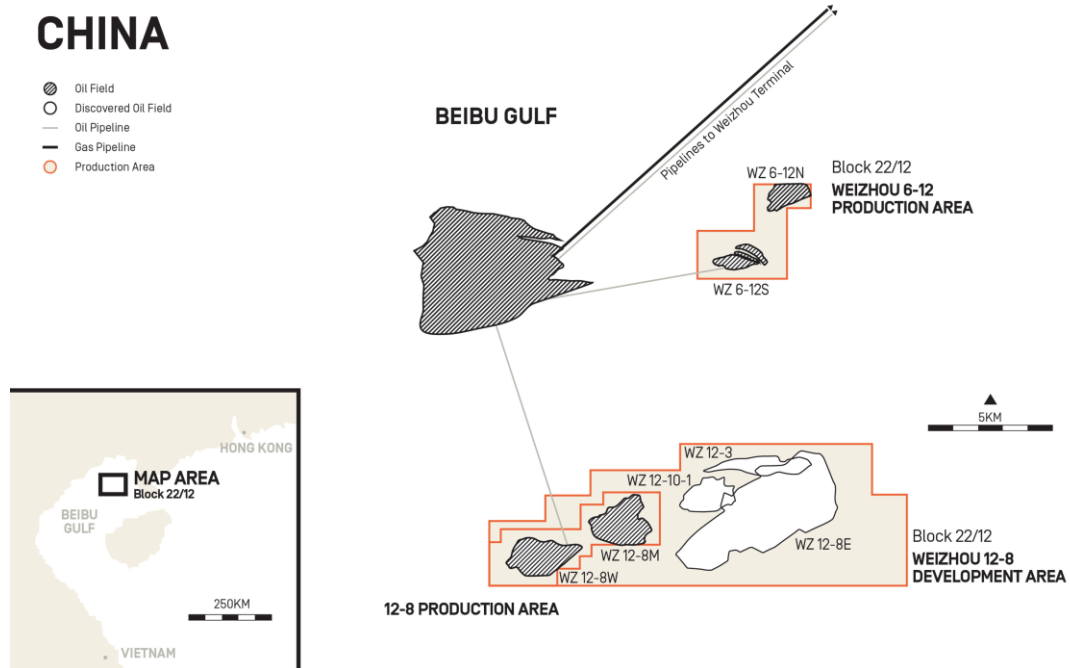 CHINA
Oil Field
Discovered Oil Field
Oil Pipeline
Gas Pipeline
Production Area
BEIBU GULF
Pipelines to Weizhou Terminal
WZ 6-12N
Block 22/12
WEIZHOU 6-12
PRODUCTION AREA
WZ 6-12S
5KM
HONG KONG
MAP AREA
Block 22/12
BEIBU
GULF
250KM
VIETNAM
WZ 12-3
WZ 12-10-1
WZ 12-8M
WZ 12-8E
WZ 12-8W
Block 22/12
WEIZHOU 12-8
DEVELOPMENT AREA
12-8 PRODUCTION AREA